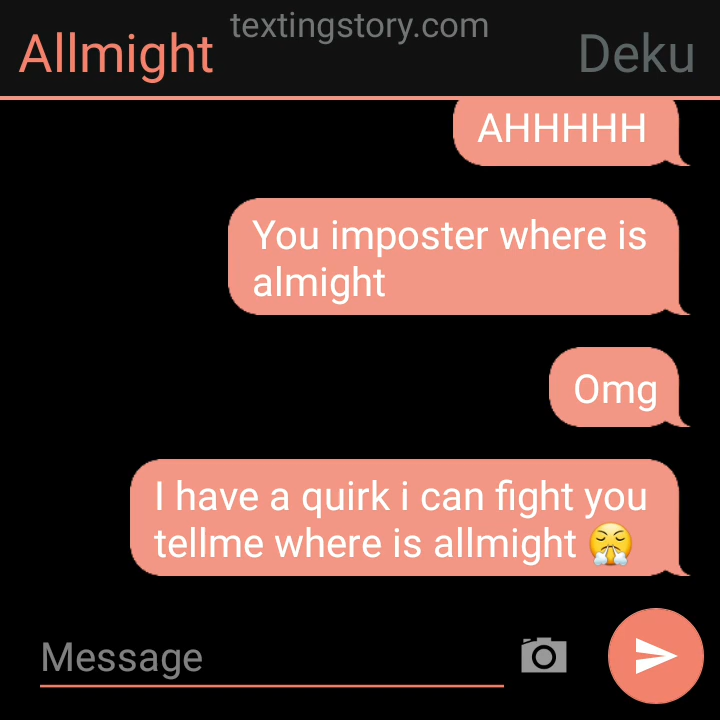 textingstory.com
Allmight
Deku
AHHHHH
You imposter where is
almight
Omg
I have a quirk i can fight you
tellme where is allmight 😤
Message